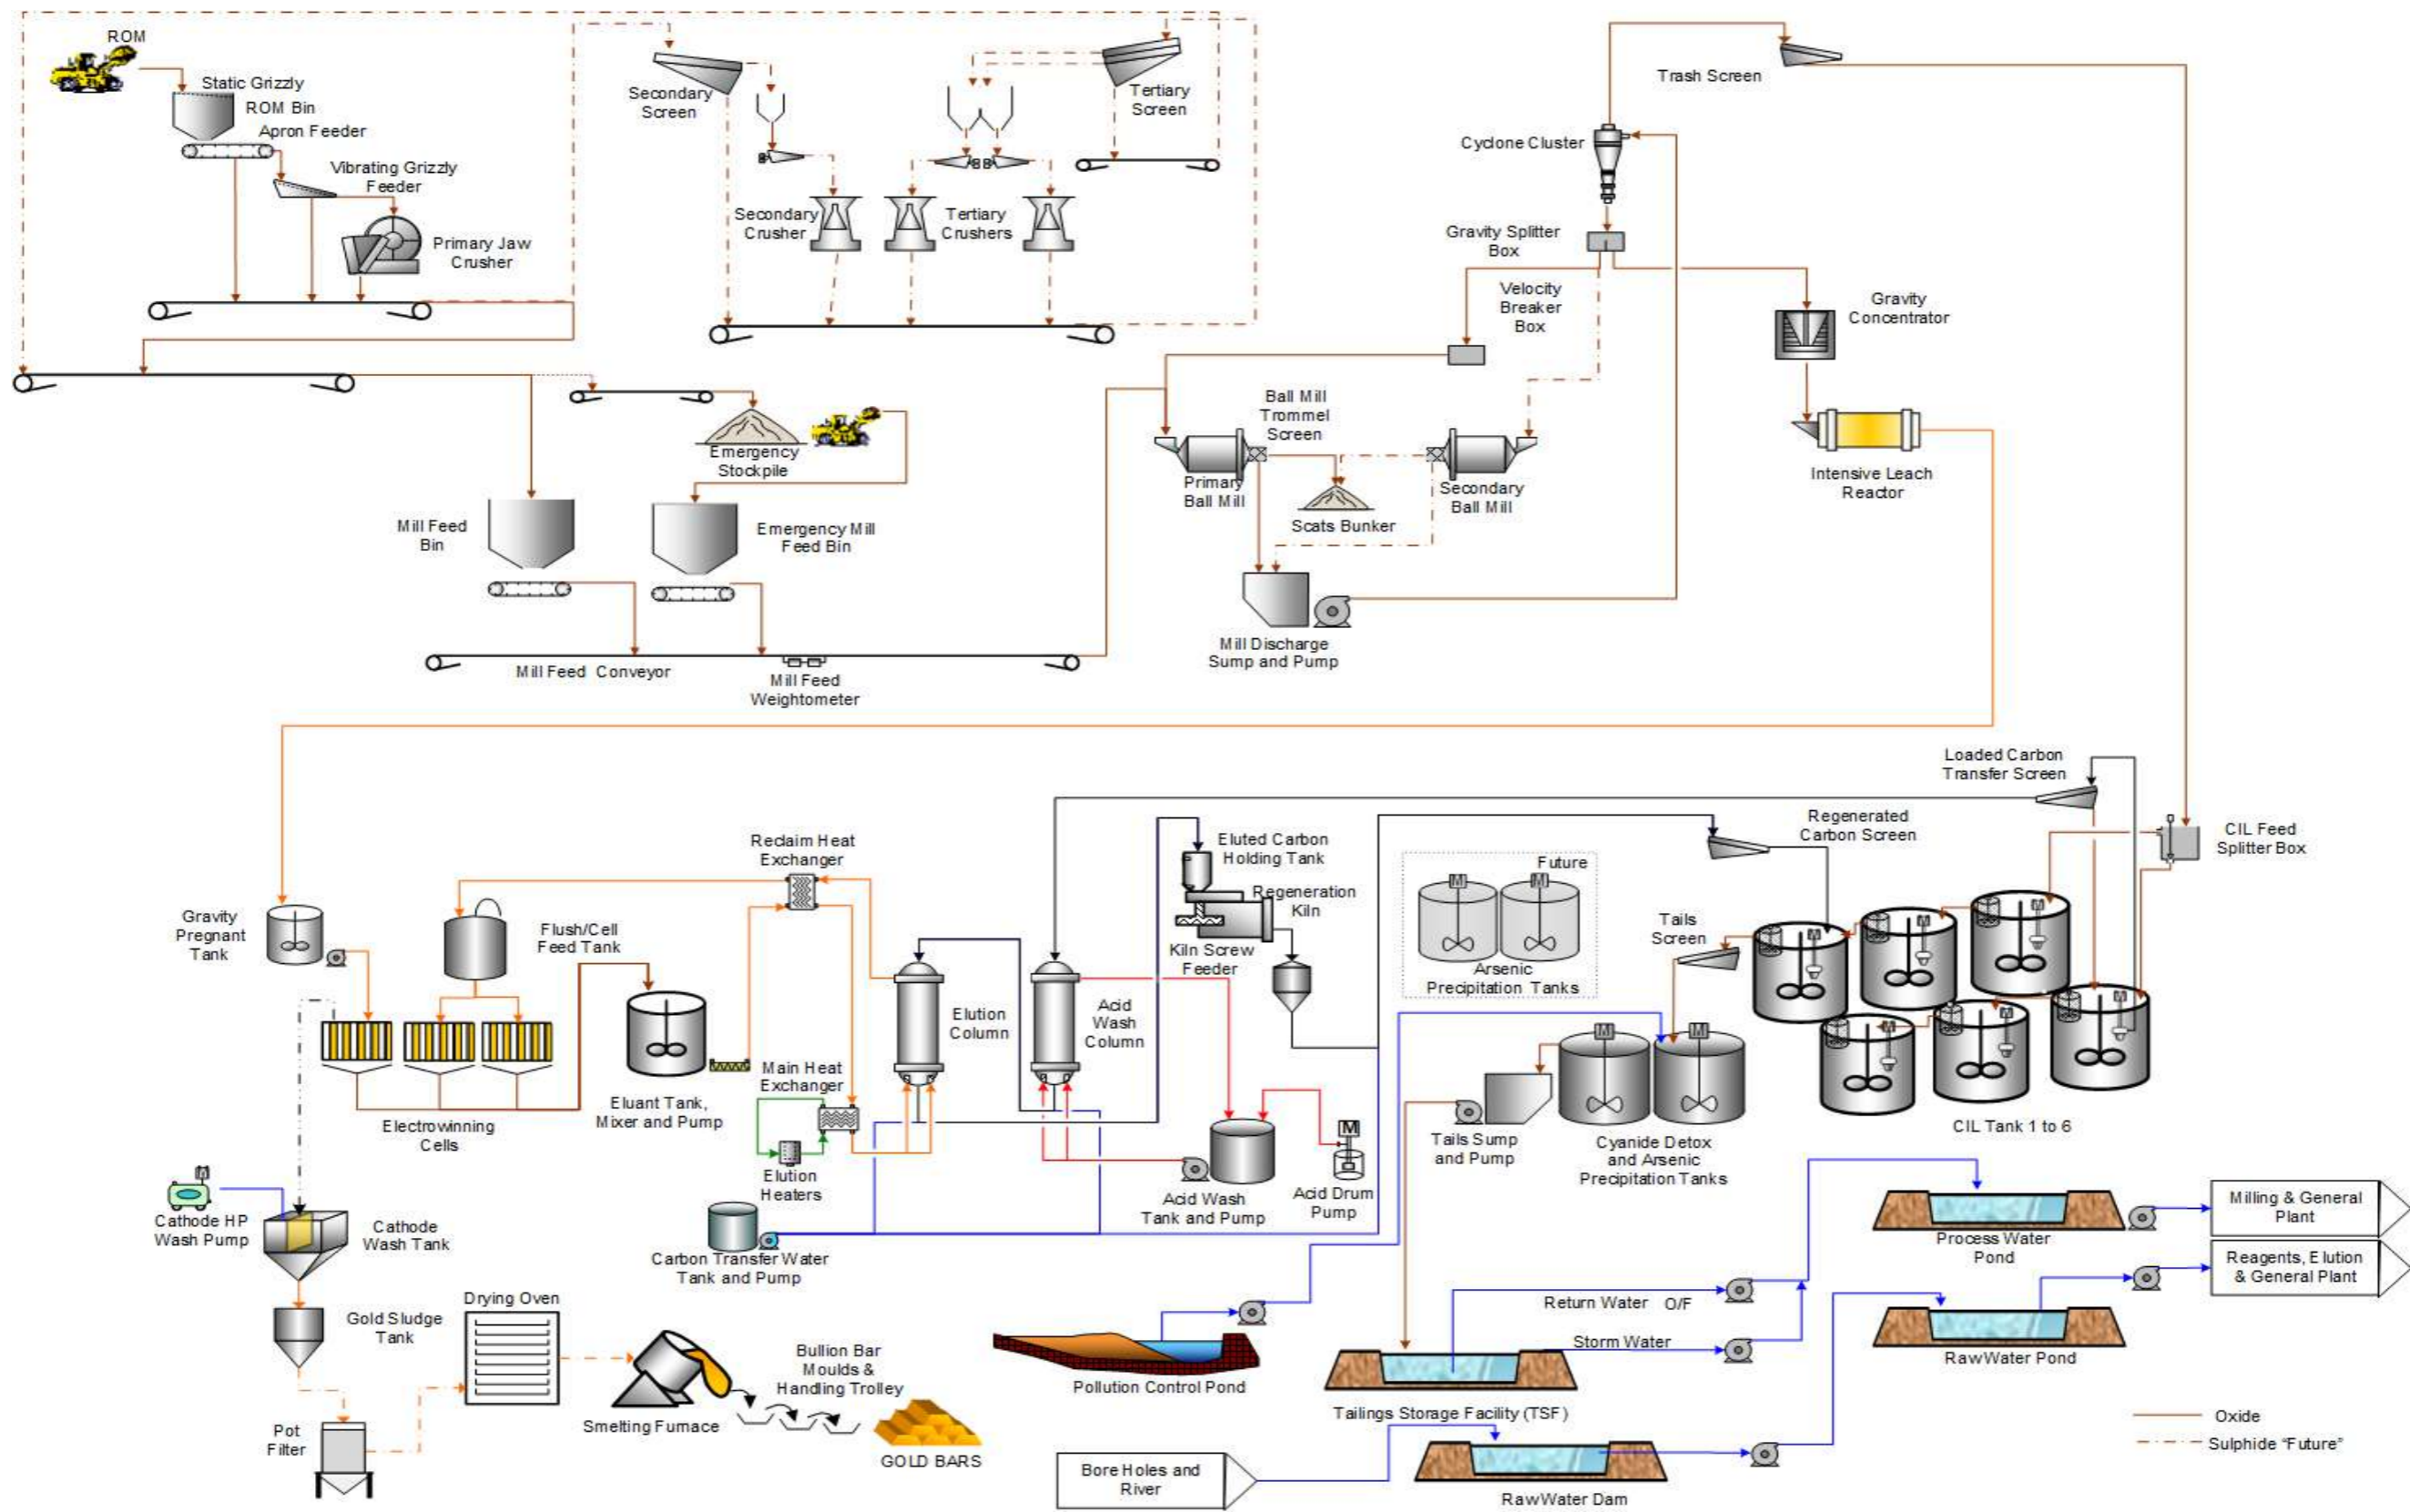 ROM
Static Grizzly
ROM Bin
Apron Feeder
Vibrating Grizzly
Feeder
Primary Jaw
Crusher
Secondary
Screen
Tertiary
Screen
Secondary
Crusher
Tertiary
Crushers
Trash Screen
Cyclone Cluster
Gravity Splitter
Box
Velocity
Breaker
Box
Gravity
Concentrator
Ball Mill
Trommel
Screen
Emergency
Stockpile
Primary
Ball Mill
Secondary
Ball Mill
Scats Bunker
Intensive Leach
Reactor
Mill Feed
Bin
Emergency Mill
Feed Bin
Mill Discharge
Sump and Pump
Mill Feed Conveyor
Mill Feed
Weightometer
Loaded Carbon
Transfer Screen
Regenerated
Carbon Screen
CIL Feed
Splitter Box
Reclaim Heat
Exchanger
Eluted Carbon
Holding Tank
Regeneration
Kiln
Kiln Screw
Feeder
Future
M
M
Arsenic
Precipitation Tanks
Tails
Screen
Gravity
Pregnant
Tank
Flush/Cell
Feed Tank
Elution
Column
Acid
Wash
Column
M
M
M
M
M
M
Main Heat
Exchanger
Eluant Tank,
Mixer and Pump
Electrowinning
Cells
Elution
Heaters
M
M
M
Tails Sump
and Pump
Cyanide Detox
and Arsenic
Precipitation Tanks
CIL Tank 1 to 6
Acid Wash
Tank and Pump
Acid Drum
Pump
M
Cathode HP
Wash Pump
Cathode
Wash Tank
Carbon Transfer Water
Tank and Pump
Process Water
Pond
Milling & General
Plant
Reagents, Elution
& General Plant
Gold Sludge
Tank
Drying Oven
Return Water O/F
Storm Water
Raw Water Pond
Bullion Bar
Moulds &
Handling Trolley
Pollution Control Pond
Smelting Furnace
Tailings Storage Facility (TSF)
Pot
Filter
GOLD BARS
Bore Holes and
River
Raw Water Dam
Oxide
Sulphide "Future"